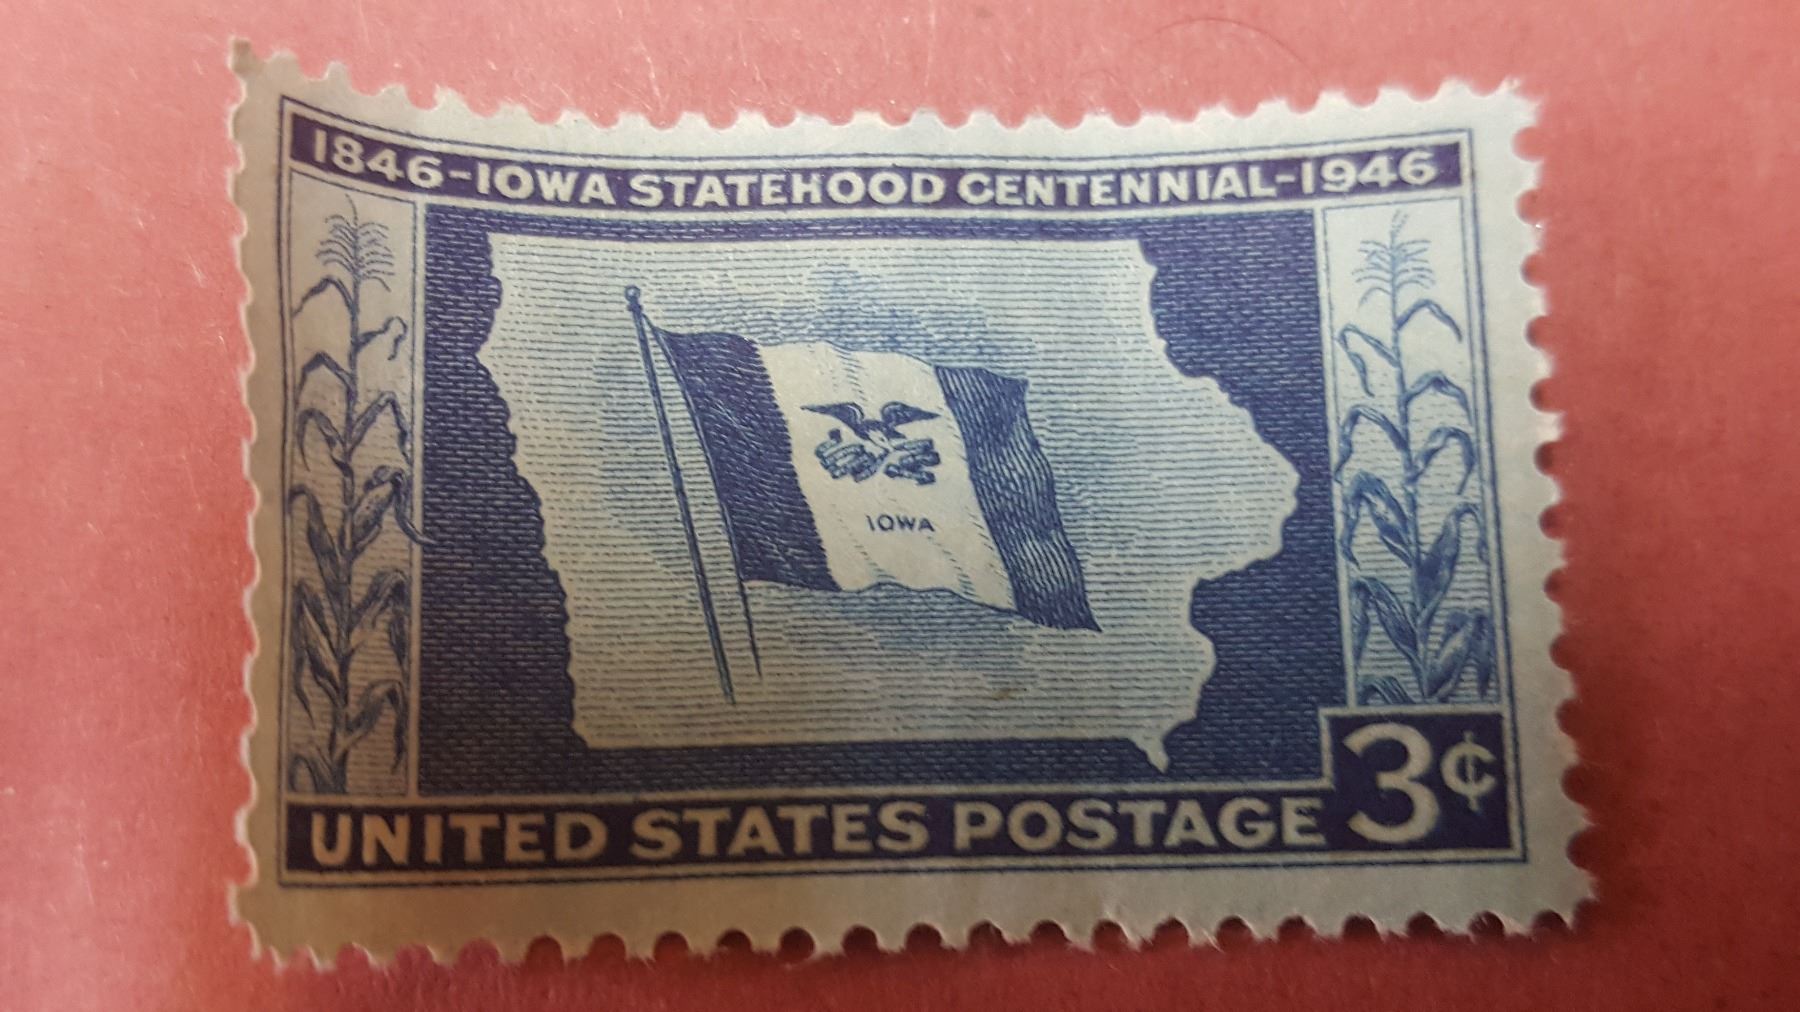 1846-IOWA STATEHOOD CENTENNIAL-1946
IOWA
UNITED STATES POSTAGE 3¢